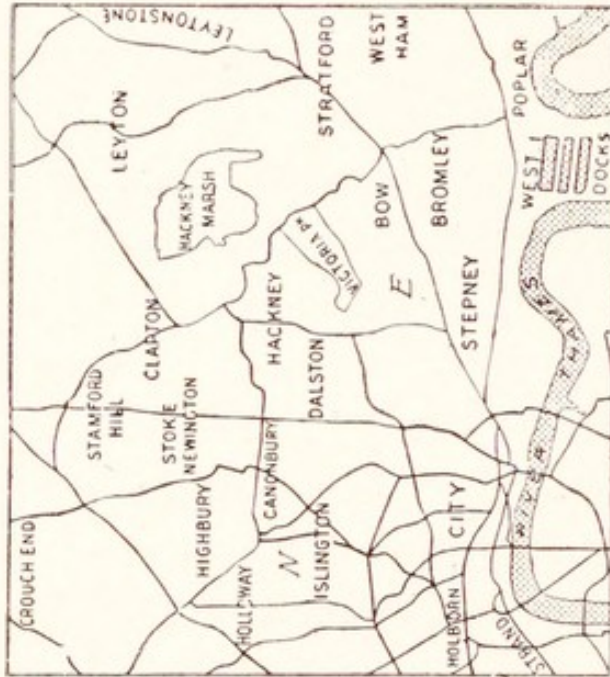 LEYTONSTONE
LEYTON
STRATFORD
WEST
HAM
POPLAR
HACKNEY
MARSH
VICTORIA PK
BOW
BROMLEY
WEST I
DOCKS
CLAPTON
HACKNEY
E
STEPNEY
THAMES
STAMFORD
HILL
STOKE
NEWINGTON
DALSTON
CANONBURY
RIVER
CROUCH END
HIGHBURY
HOLLOWAY
N
ISLINGTON
CITY
HOLBORN
STRAND